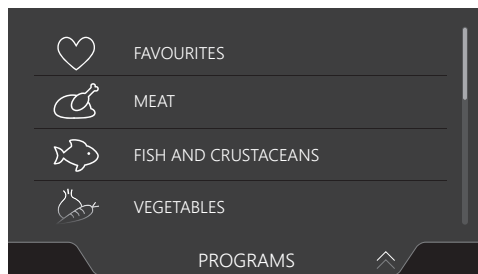 FAVOURITES
MEAT
FISH AND CRUSTACEANS
VEGETABLES
PROGRAMS